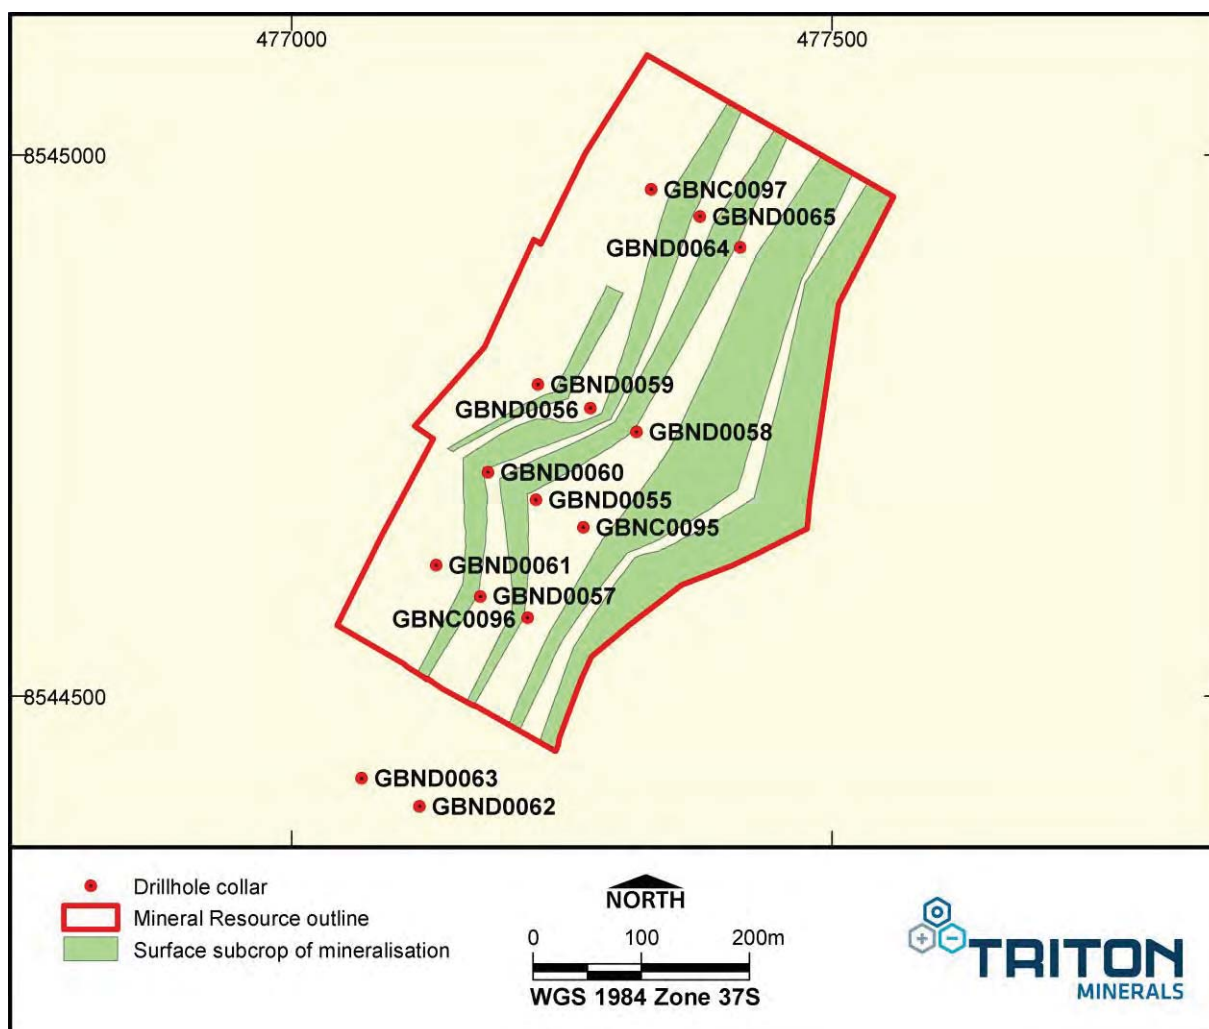 477000
477500
8545000
GBNC0097
GBND0065
GBND0064
GBND0059
GBND0056
GBND0058
GBND0060
GBND0055
GBNC0095
GBND0061
GBND0057
GBNC0096
8544500
GBND0063
GBND0062
Drillhole collar
Mineral Resource outline
Surface subcrop of mineralisation
NORTH
0 100 200m
WGS 1984 Zone 37S
TRITON
MINERALS